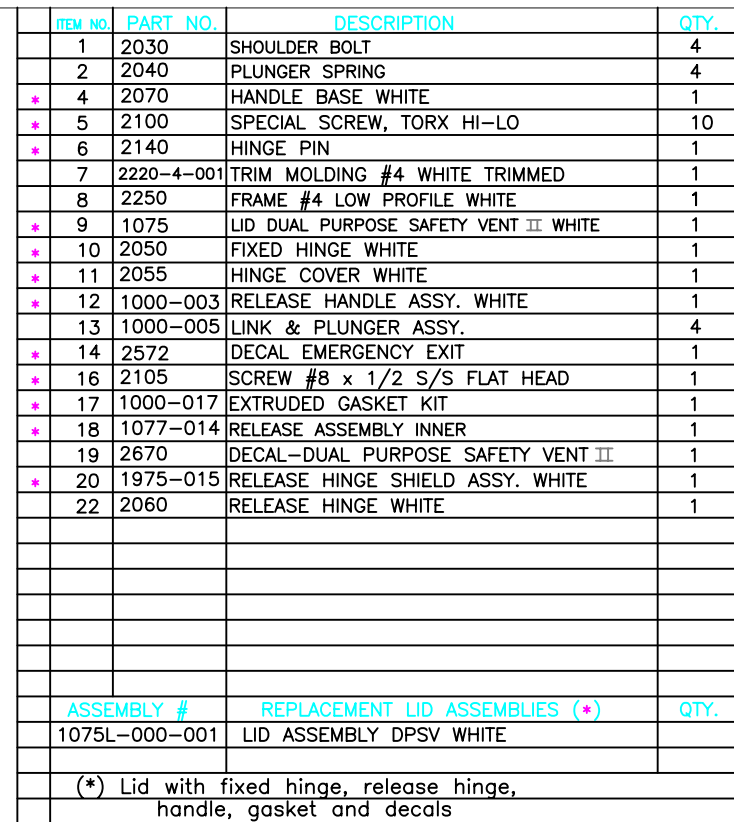 ITEM NO. PART NO. DESCRIPTION QTY.
1 2030 SHOULDER BOLT 4
2 2040 PLUNGER SPRING 4
* 4 2070 HANDLE BASE WHITE 1
* 5 2100 SPECIAL SCREW, TORX HI-LO 10
* 6 2140 HINGE PIN 1
7 2220-4-001 TRIM MOLDING #4 WHITE TRIMMED 1
8 2250 FRAME #4 LOW PROFILE WHITE 1
* 9 1075 LID DUAL PURPOSE SAFETY VENT II WHITE 1
* 10 2050 FIXED HINGE WHITE 1
* 11 2055 HINGE COVER WHITE 1
* 12 1000-003 RELEASE HANDLE ASSY. WHITE 1
13 1000-005 LINK & PLUNGER ASSY. 4
* 14 2572 DECAL EMERGENCY EXIT 1
* 16 2105 SCREW #8 x 1/2 S/S FLAT HEAD 1
* 17 1000-017 EXTRUDED GASKET KIT 1
* 18 1077-014 RELEASE ASSEMBLY INNER 1
19 2670 DECAL-DUAL PURPOSE SAFETY VENT II 1
* 20 1975-015 RELEASE HINGE SHIELD ASSY. WHITE 1
22 2060 RELEASE HINGE WHITE 1
ASSEMBLY # REPLACEMENT LID ASSEMBLIES (*) QTY.
1075L-000-001 LID ASSEMBLY DPSV WHITE
(*) Lid with fixed hinge, release hinge,
handle, gasket and decals